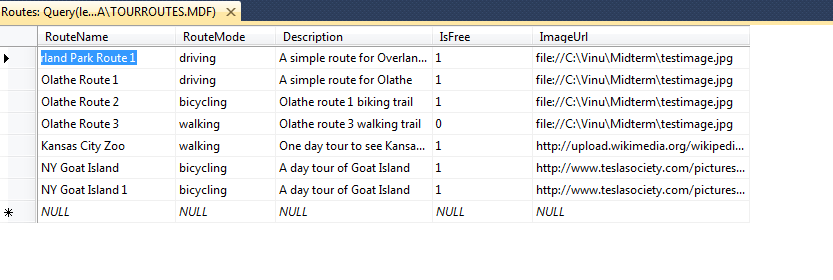 Routes: Query(le...A\TOURROUTES.MDF)
RouteName RouteMode Description IsFree ImageUrl
rland Park Route 1 driving A simple route for Overlan... 1 file://C:\Vinu\Midterm\testimage.jpg
Olathe Route 1 driving A simple route for Olathe 1 file://C:\Vinu\Midterm\testimage.jpg
Olathe Route 2 bicycling Olathe route 1 biking trail 1 file://C:\Vinu\Midterm\testimage.jpg
Olathe Route 3 walking Olathe route 3 walking trail 0 file://C:\Vinu\Midterm\testimage.jpg
Kansas City Zoo walking One day tour to see Kansa... 1 http://upload.wikimedia.org/wikipedi...
NY Goat Island bicycling A day tour of Goat Island 1 http://www.teslasociety.com/pictures...
NY Goat Island 1 bicycling A day tour of Goat Island 1 http://www.teslasociety.com/pictures...
NULL NULL NULL NULL NULL